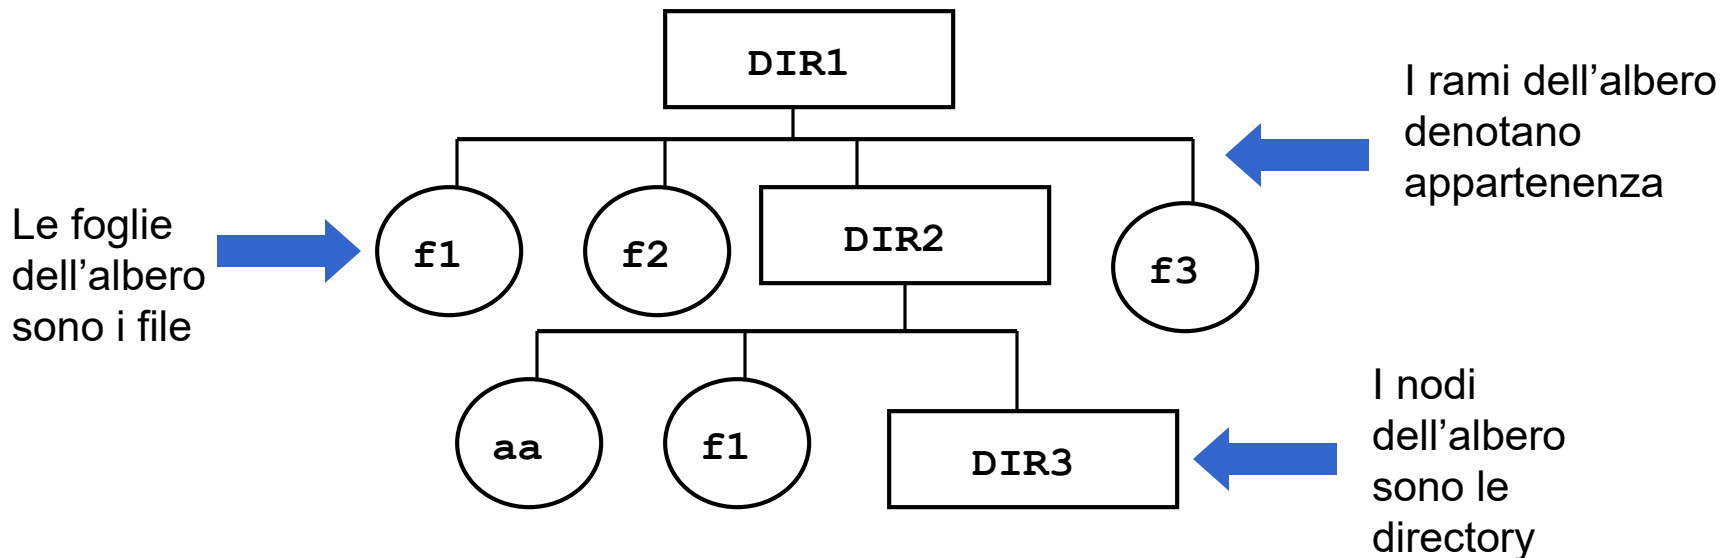 DIR1
I rami dell’albero
denotano
appartenenza
Le foglie
dell’albero
sono i file
f1
f2
DIR2
f3
aa
f1
DIR3
I nodi
dell’albero
sono le
directory